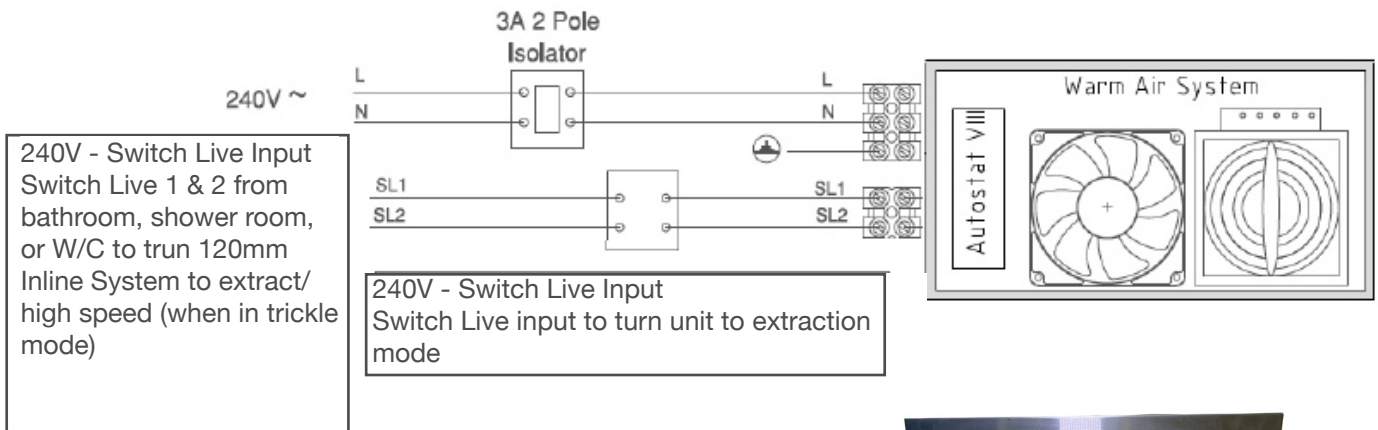 3A 2 Pole
Isolator
240V ~
L
N
L
N
SL1
SL2
SL1
SL2
Warm Air System
Autostat VIII
240V - Switch Live Input
Switch Live 1 & 2 from
bathroom, shower room,
or W/C to trun 120mm
Inline System to extract/
high speed (when in trickle
mode)
240V - Switch Live Input
Switch Live input to turn unit to extraction
mode